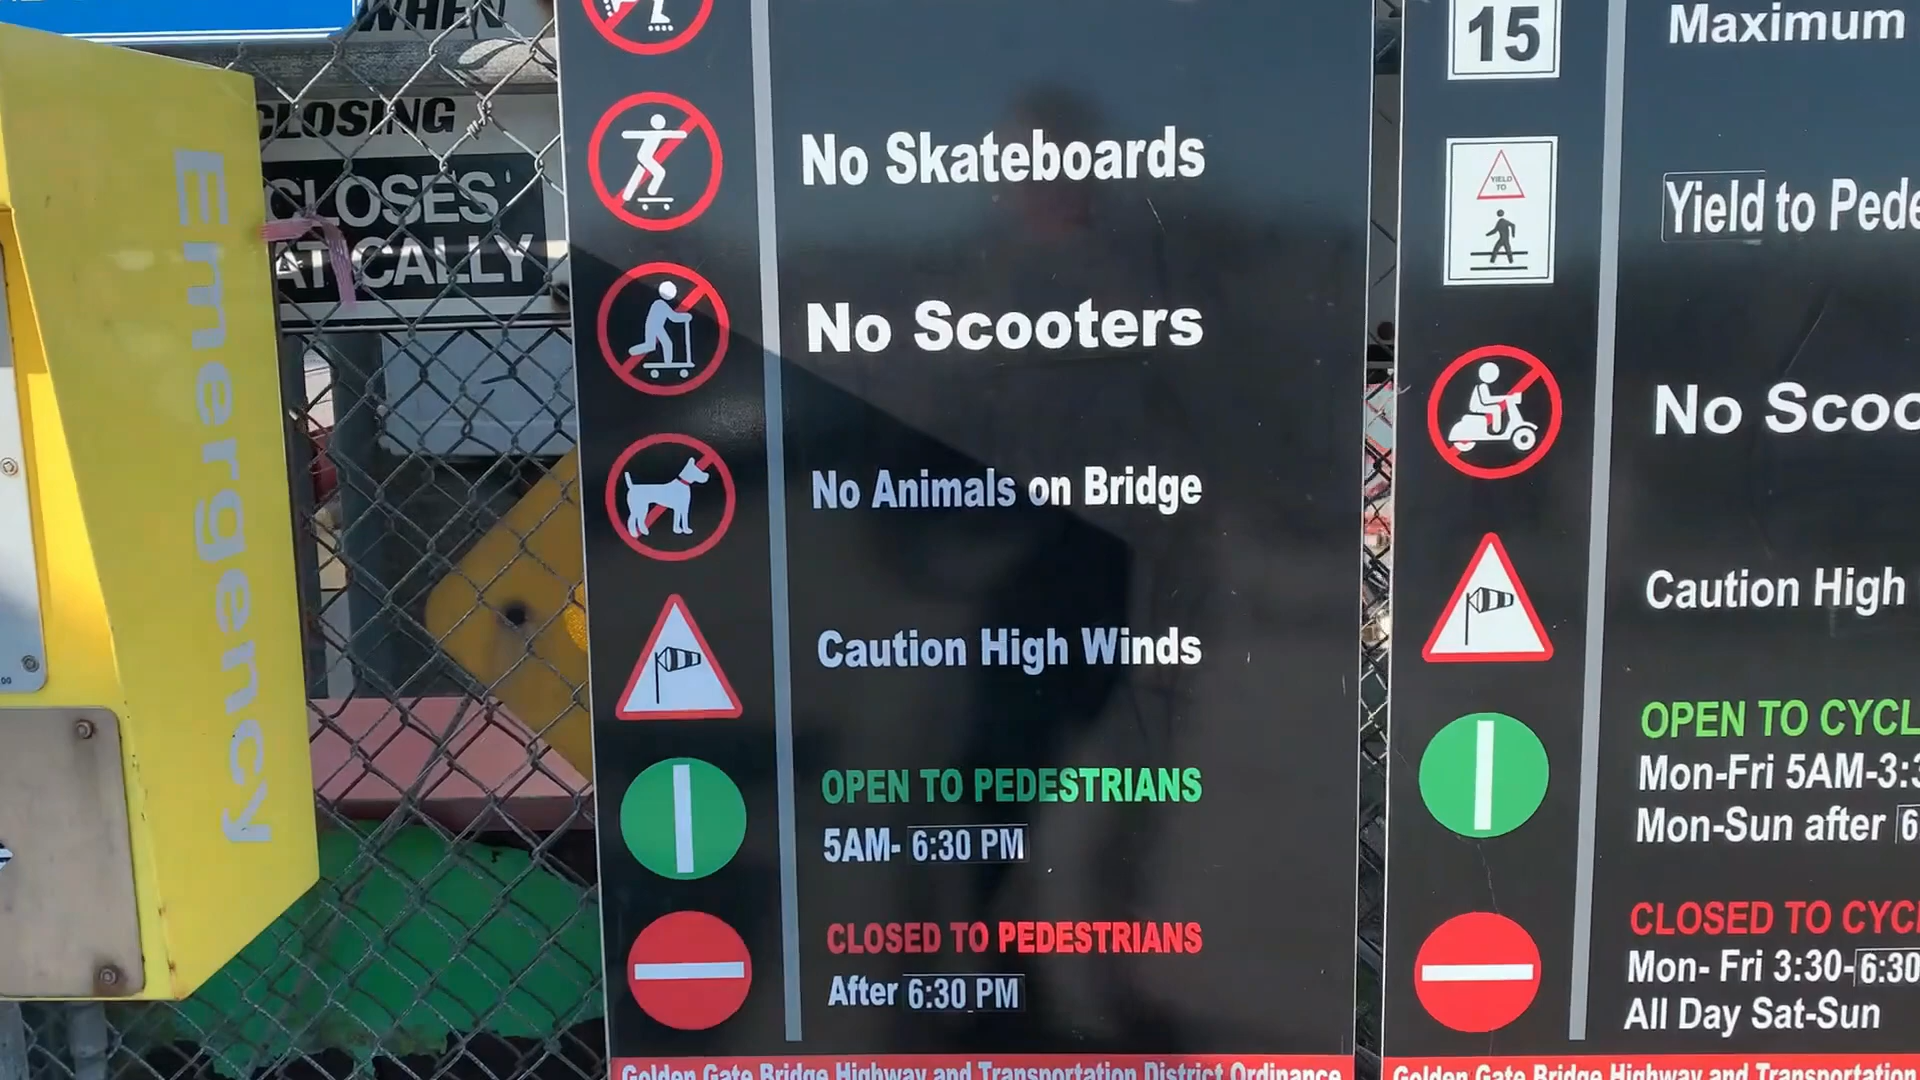 WHEN
CLOSING
CLOSES
Emergency
No Skateboards
No Scooters
No Animals on Bridge
Caution High Winds
OPEN TO PEDESTRIANS
5AM- 6:30 PM
CLOSED TO PEDESTRIANS
After 6:30 PM
Golden Gate Bridge Highway and Transportation District Ordinance
15
Maximum
YIELD
TO
Yield to Pede
No Scoo
Caution High
OPEN TO CYCL
Mon-Fri 5AM-3:3
Mon-Sun after 6
CLOSED TO CYCL
Mon- Fri 3:30-6:30
All Day Sat-Sun
Golden Gate Bridge Highway and Transportation